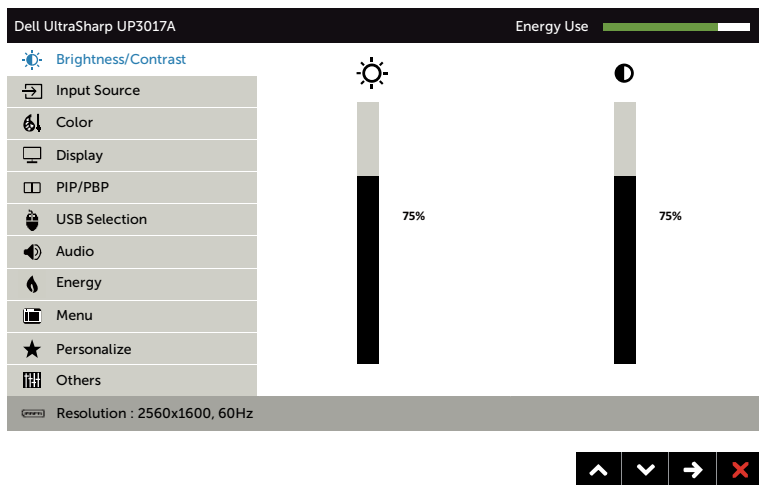 Dell UltraSharp UP3017A
Energy Use
Brightness/Contrast
Input Source
Color
Display
PIP/PBP
USB Selection
Audio
Energy
Menu
Personalize
Others
75%
75%
Resolution : 2560x1600, 60Hz